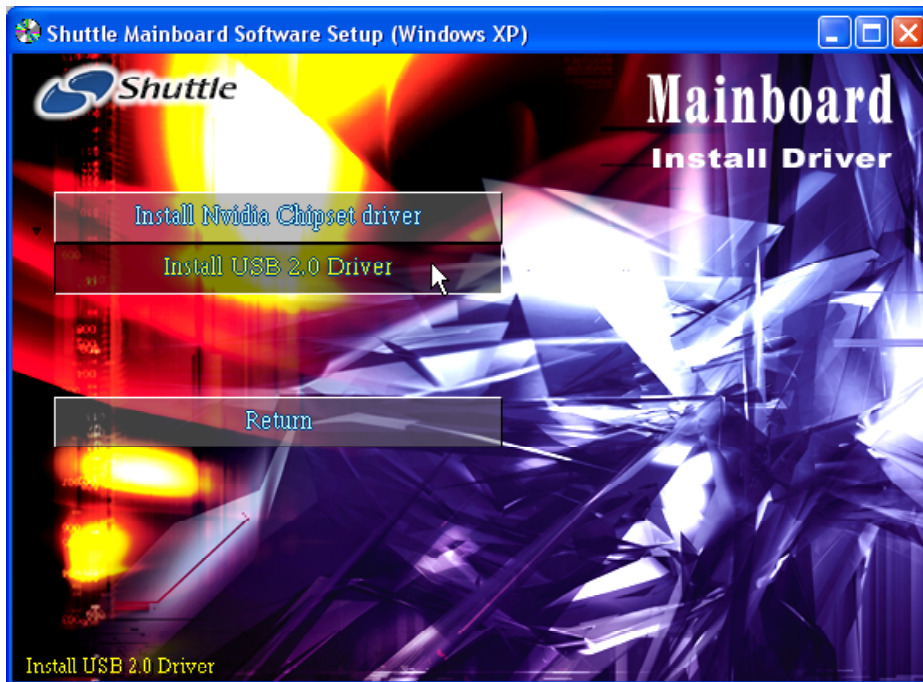 Shuttle Mainboard Software Setup (Windows XP)
Shuttle
Mainboard
Install Driver
Install Nvidia Chipset driver
Install USB 2.0 Driver
Return
Install USB 2.0 Driver